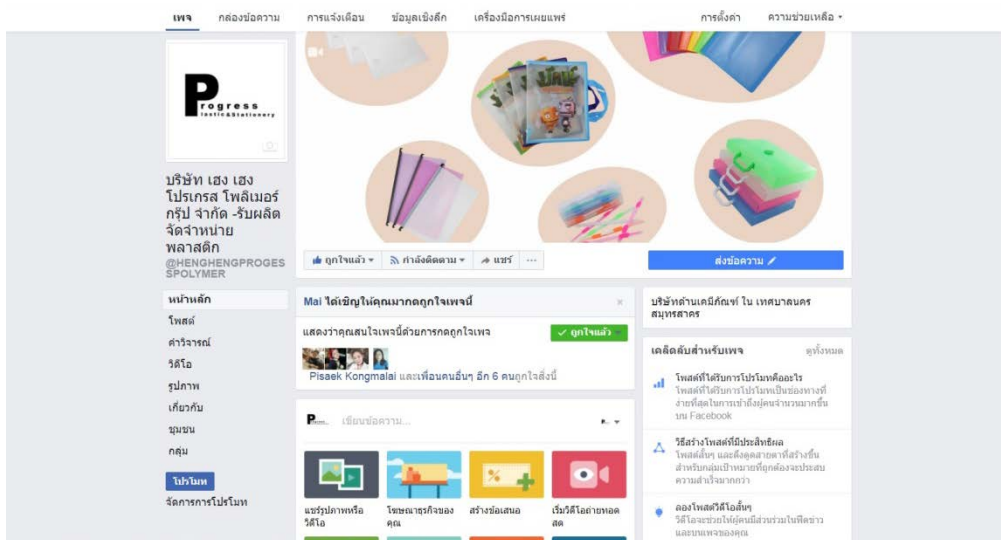 เพจ
กล่องข้อความ
การแจ้งเตือน
ข้อมูลเชิงลึก
เครื่องมือการเผยแพร่
การตั้งค่า
ความช่วยเหลือ
Progress
Plastic&Stationery
บริษัท เฮง เฮง
โปรเกรส โพลิเมอร์
กรุ๊ป จำกัด -รับผลิต
จัดจำหน่าย
พลาสติก
@HENGHENGPROGES
SPOLYMER
หน้าหลัก
โพสต์
ค่าวิจารณ์
วิดีโอ
รูปภาพ
เกี่ยวกับ
ชุมชน
กลุ่ม
โปรโมท
จัดการการโปรโมท
ถูกใจแล้ว
กำลังติดตาม
แชร์
ส่งข้อความ
Mai ได้เชิญให้คุณมากดถูกใจเพจนี้
แสดงว่าคุณสนใจเพจนี้ด้วยการกดถูกใจเพจ
ถูกใจแล้ว
Pisaek Kongmalai และเพื่อนคนอื่นๆ อีก 6 คนถูกใจสิ่งนี้
เขียนข้อความ...
แชร์รูปภาพหรือ
วิดีโอ
โฆษณาธุรกิจของ
คุณ
สร้างข้อเสนอ
เริ่มวิดีโอถ่ายทอด
สด
บริษัทด้านเคมีภัณฑ์ ใน เทศบาลนคร
สมุทรสาคร
เคล็ดลับสำหรับเพจ
ดูทั้งหมด
โพสต์ที่ได้รับการโปรโมทคืออะไร
โพสต์ที่ได้รับการโปรโมทเป็นช่องทางที่
ง่ายที่สุดในการเข้าถึงผู้คนจำนวนมากขึ้น
บน Facebook
วิธีสร้างโพสต์ที่มีประสิทธิผล
โพสต์สั้นๆ และดึงดูดสายตาที่สร้างขึ้น
สำหรับกลุ่มเป้าหมายที่ถูกต้องจะประสบ
ความสำเร็จมากกว่า
ลองโพสต์วิดีโอสั้นๆ
วิดีโอจะช่วยให้ผู้คนมีส่วนร่วมในฟีดข่าว
และบนเพจของคุณ